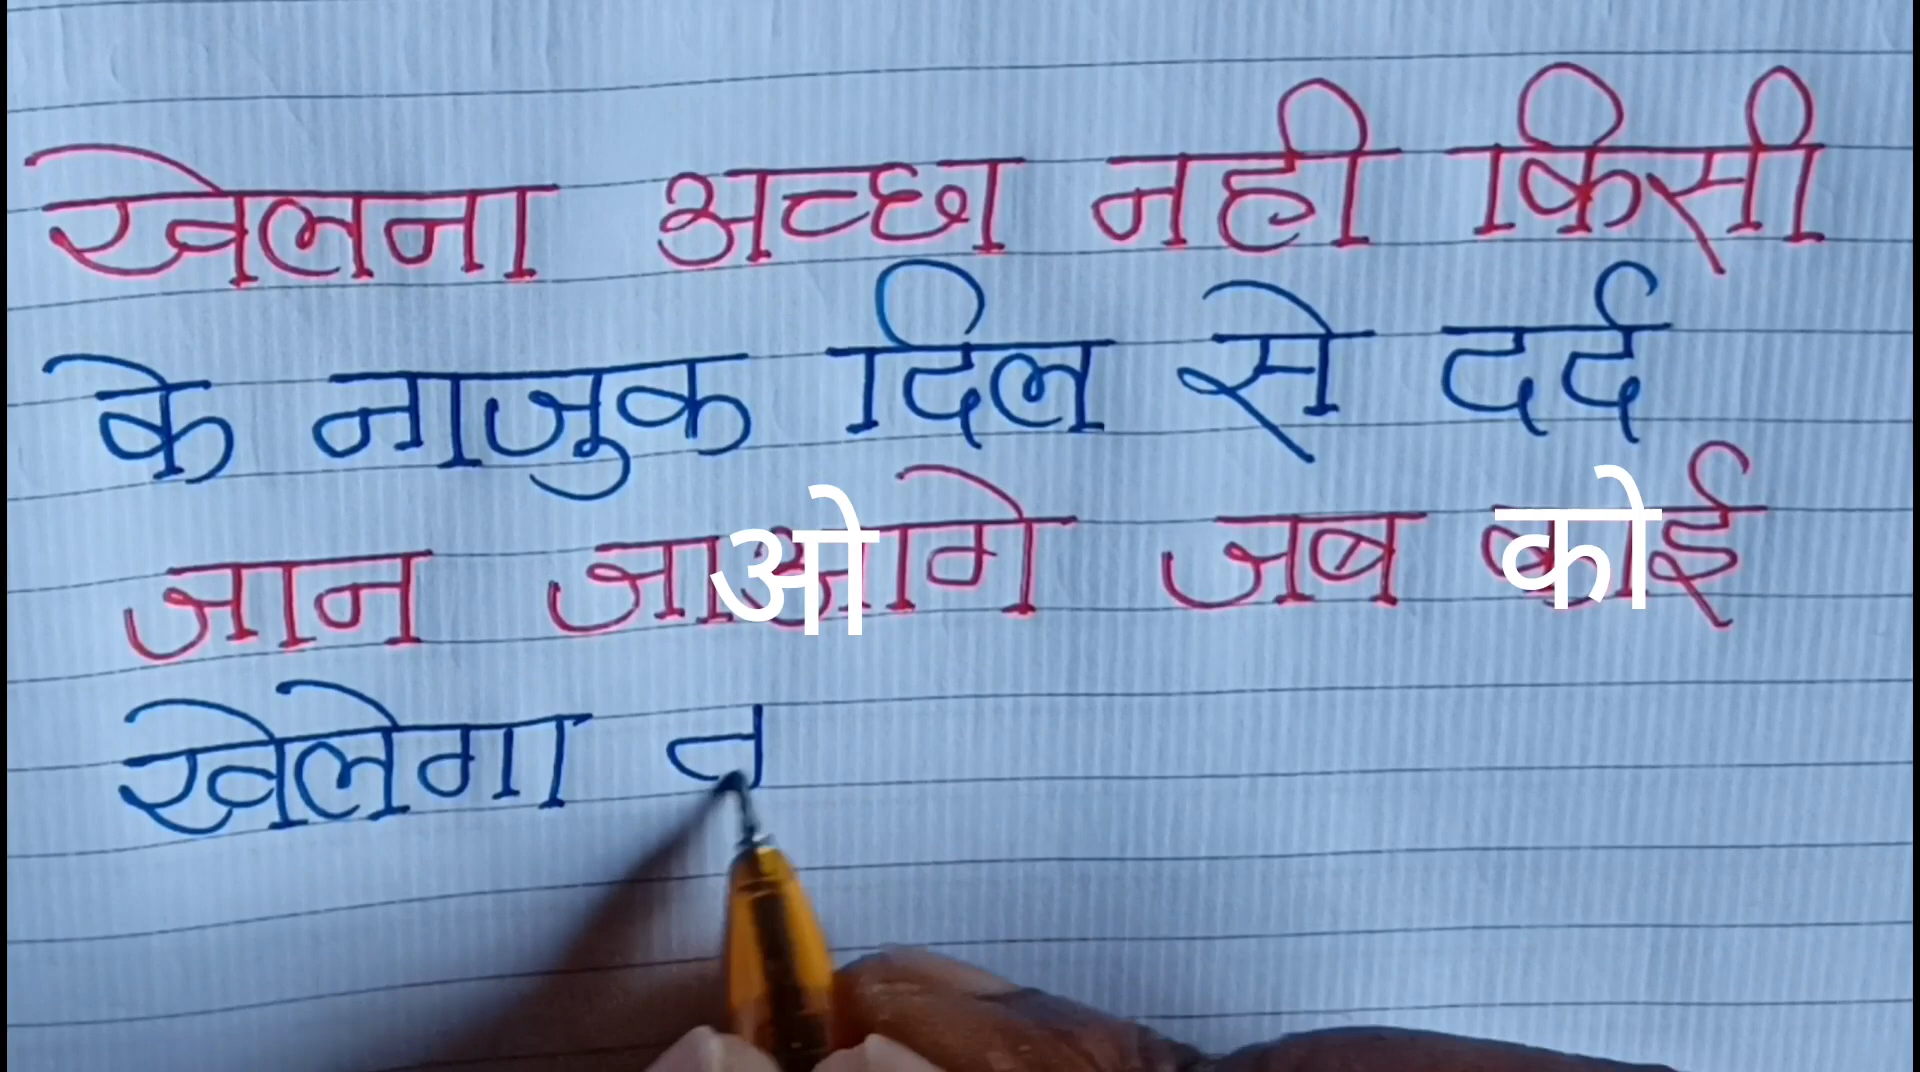 खेलना अच्छा नही किसी
के नाजुक दिल से दर्द
जान जाओगे जब कोई
खेलेगा त